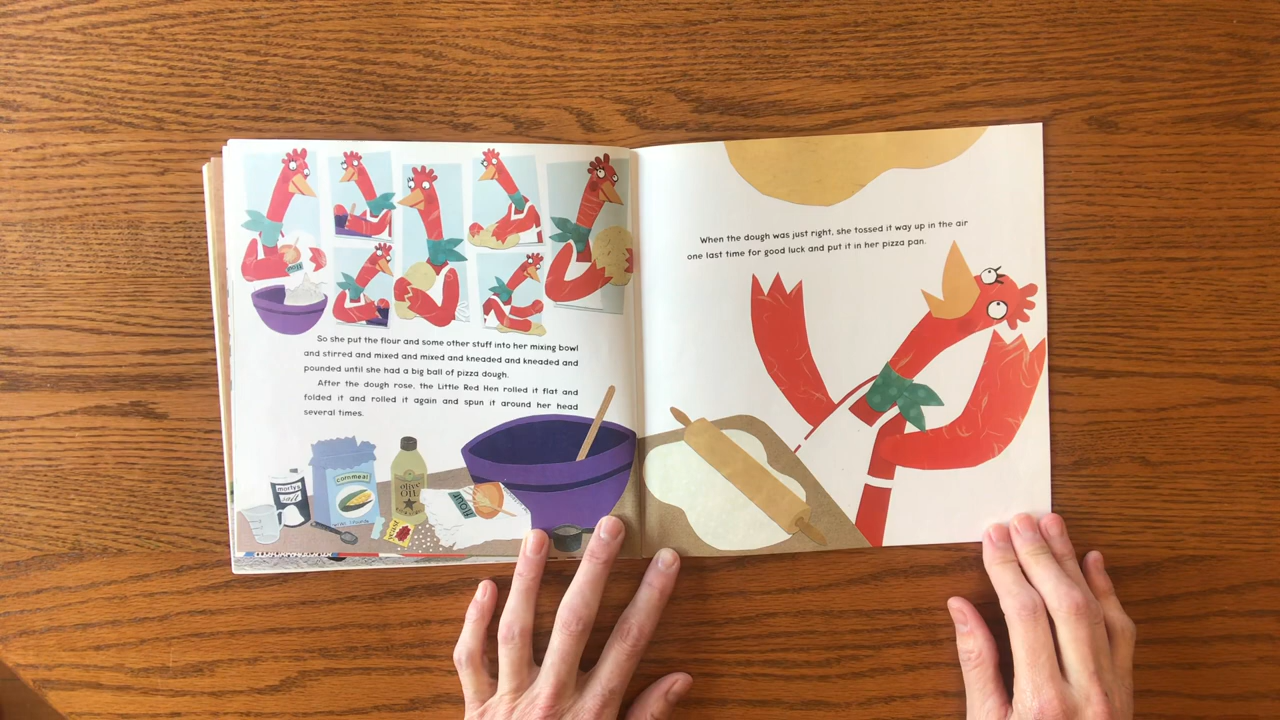 So she put the flour and some other stuff into her mixing bowl
and stirred and mixed and mixed and kneaded and kneaded and
pounded until she had a big ball of pizza dough.
After the dough rose, the Little Red Hen rolled it flat and
folded it and rolled it again and spun it around her head
several times.
morty's
salt
cornmeal
olive
OIL
yeast
flour
When the dough was just right, she tossed it way up in the air
one last time for good luck and put it in her pizza pan.